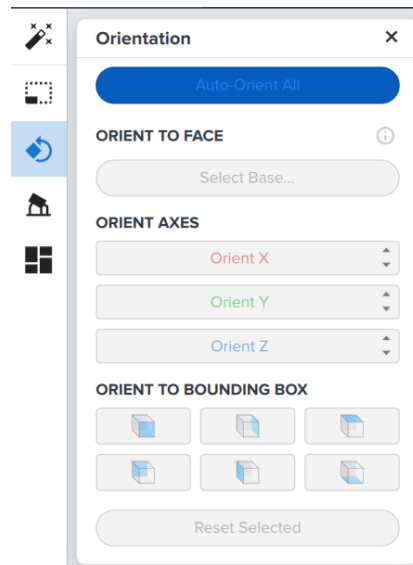 Orientation
Auto-Orient All
ORIENT TO FACE
Select Base...
ORIENT AXES
Orient X
Orient Y
Orient Z
ORIENT TO BOUNDING BOX
Reset Selected